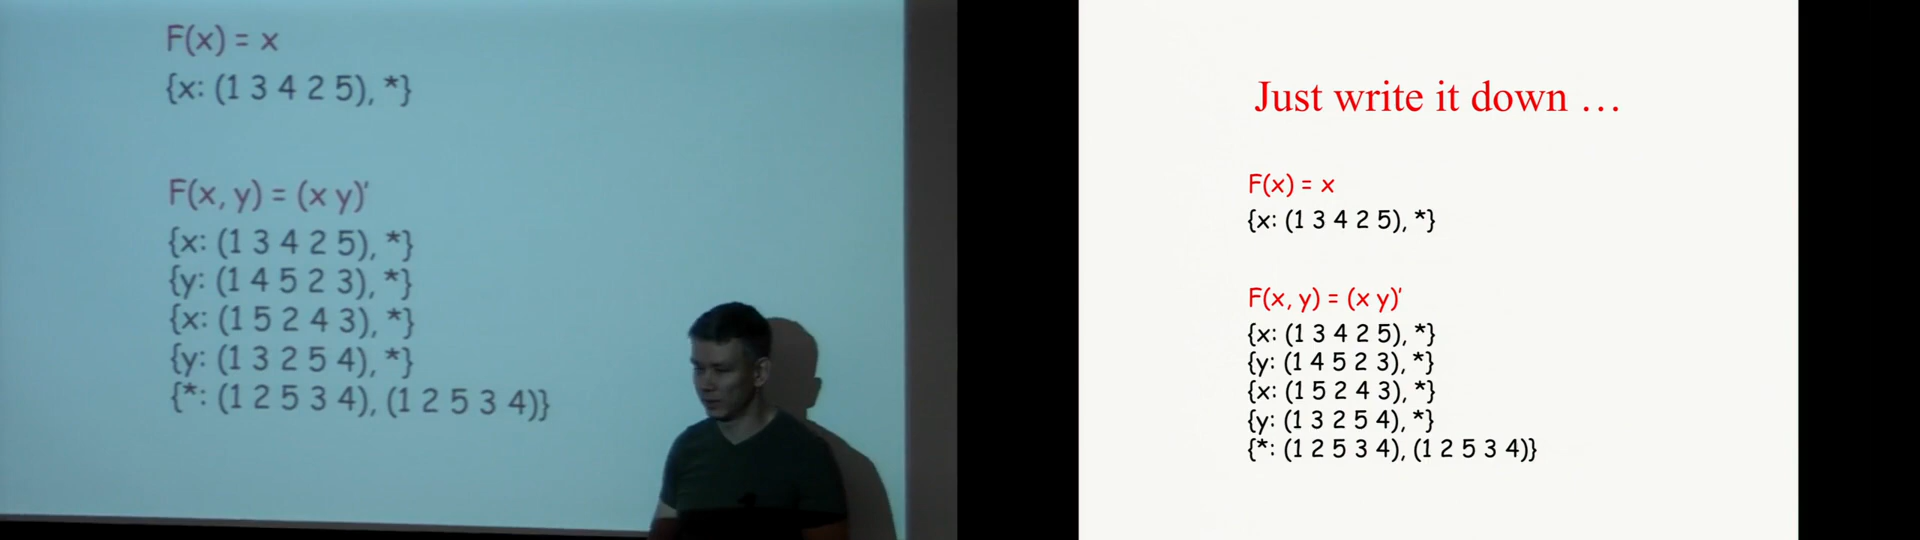 F(x) = x
{x: (1 3 4 2 5), *}
F(x, y) = (x y)'
{x: (1 3 4 2 5), *}
{y: (1 4 5 2 3), *}
{x: (1 5 2 4 3), *}
{y: (1 3 2 5 4), *}
{*: (1 2 5 3 4), (1 2 5 3 4)}
Just write it down …
F(x) = x
{x: (1 3 4 2 5), *}
F(x, y) = (x y)'
{x: (1 3 4 2 5), *}
{y: (1 4 5 2 3), *}
{x: (1 5 2 4 3), *}
{y: (1 3 2 5 4), *}
{*: (1 2 5 3 4), (1 2 5 3 4)}